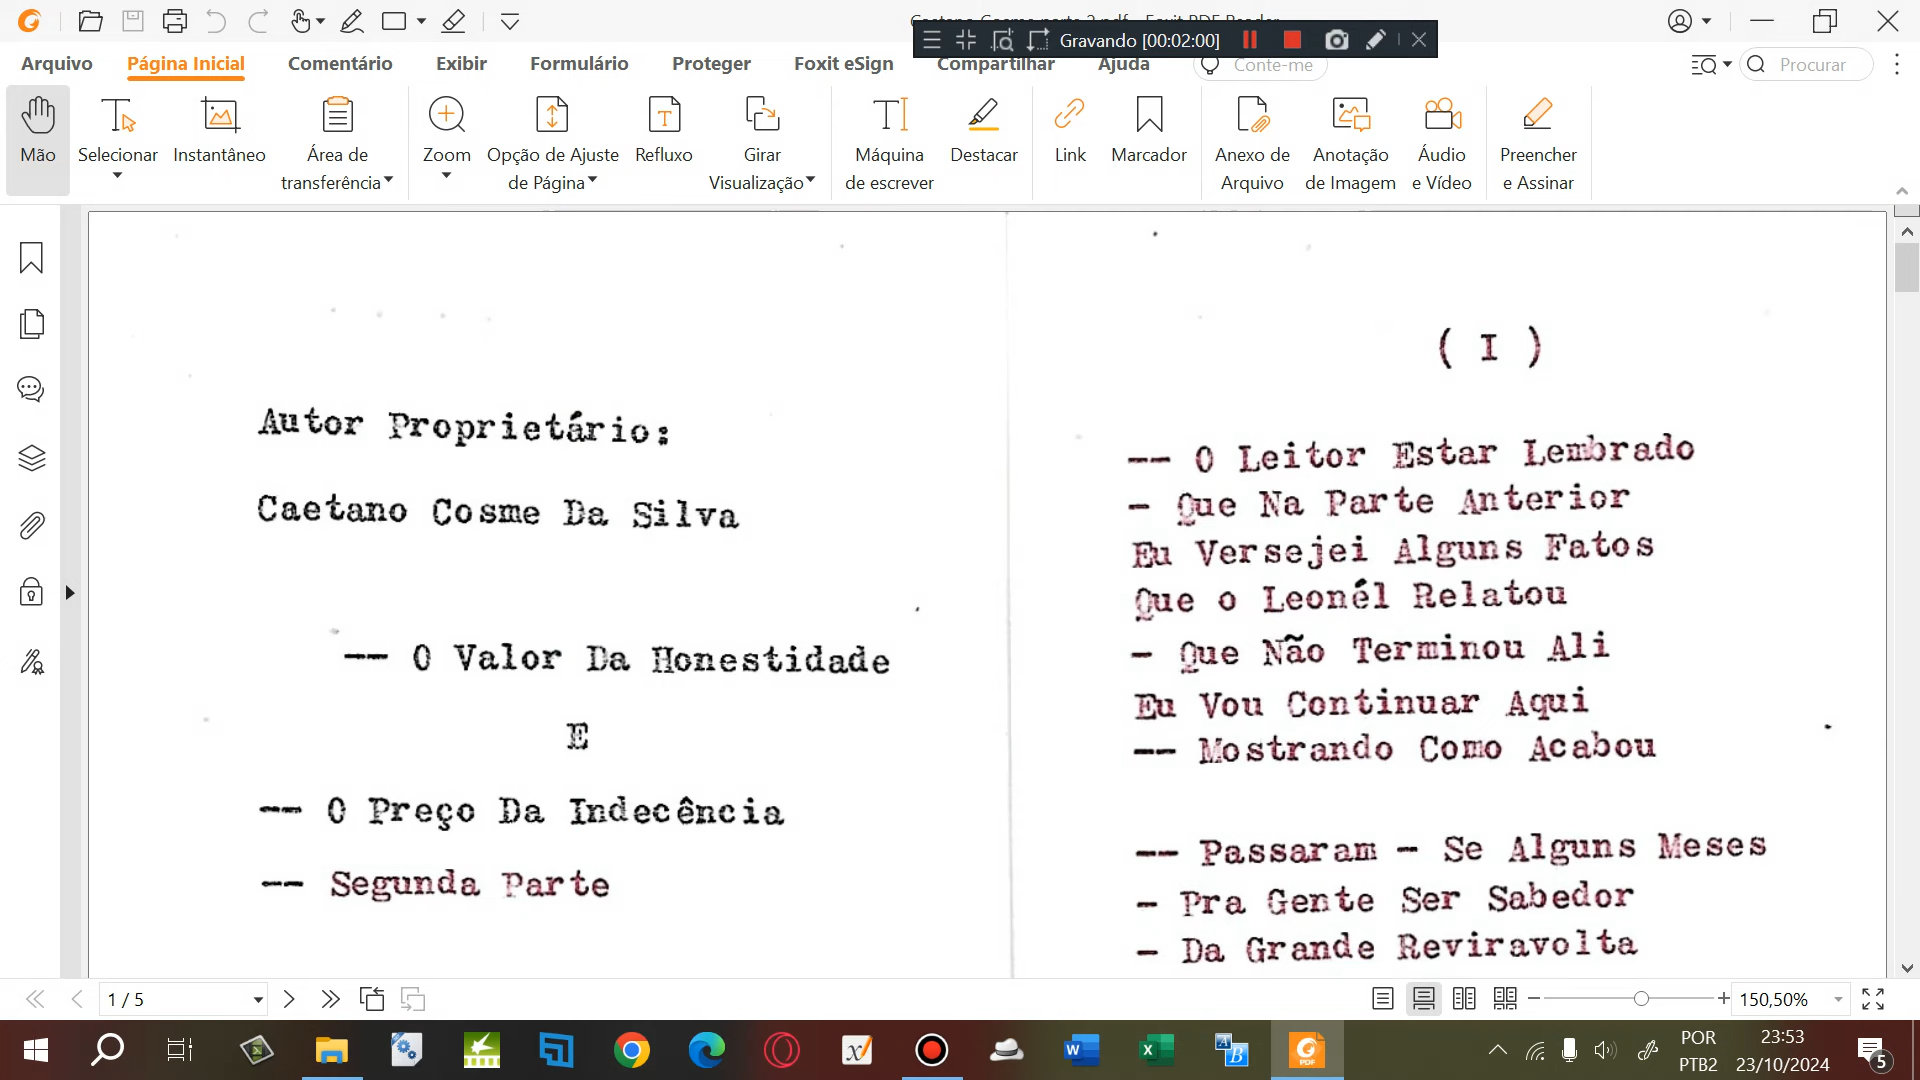 Gravando [00:02:00]
Arquivo Página Inicial Comentário Exibir Formulário Proteger Foxit eSign Compartilhar Ajuda Conte-me Procurar
Mão Selecionar Instantâneo Área de transferência Zoom Opção de Ajuste de Página Refluxo Girar Visualização Máquina de escrever Destacar Link Marcador Anexo de Arquivo Anotação de Imagem Áudio e Vídeo Preencher e Assinar
Autor Proprietário:
Caetano Cosme Da Silva
-- O Valor Da Honestidade
E
-- O Preço Da Indecência
-- Segunda Parte
( I )
-- O Leitor Estar Lembrado
- Que Na Parte Anterior
Eu Versejei Alguns Fatos
Que o Leonél Relatou
- Que Não Terminou Ali
Eu Vou Continuar Aqui
-- Mostrando Como Acabou
-- Passaram - Se Alguns Meses
- Pra Gente Ser Sabedor
- Da Grande Reviravolta
1 / 5
150,50%
POR
PTB2
23:53
23/10/2024
5